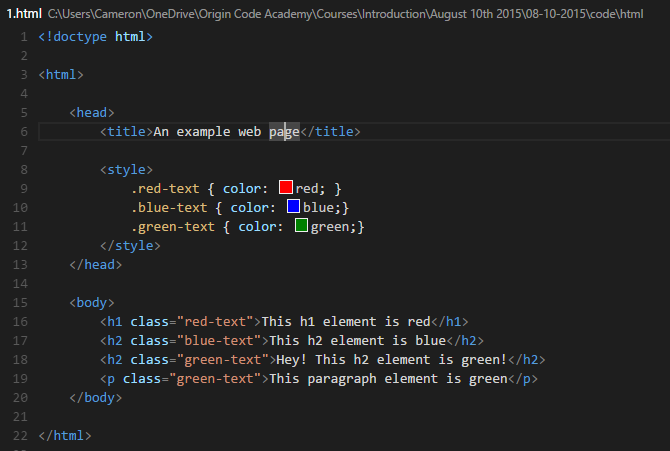 1.html C:\Users\Cameron\OneDrive\Origin Code Academy\Courses\Introduction\August 10th 2015\08-10-2015\code\html
1 <!doctype html>
2
3 <html>
4
5     <head>
6         <title>An example web page</title>
7
8         <style>
9             .red-text { color: red; }
10             .blue-text { color: blue;}
11             .green-text { color: green;}
12         </style>
13     </head>
14
15     <body>
16         <h1 class="red-text">This h1 element is red</h1>
17         <h2 class="blue-text">This h2 element is blue</h2>
18         <h2 class="green-text">Hey! This h2 element is green!</h2>
19         <p class="green-text">This paragraph element is green</p>
20     </body>
21
22 </html>